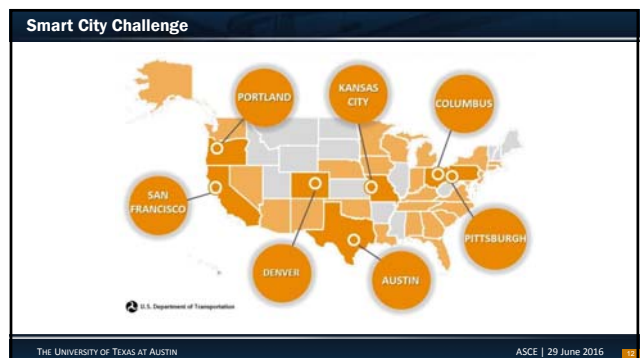 Smart City Challenge
PORTLAND
KANSAS
CITY
COLUMBUS
SAN
FRANCISCO
DENVER
AUSTIN
PITTSBURGH
U.S. Department of Transportation
THE UNIVERSITY OF TEXAS AT AUSTIN
ASCE | 29 June 2016
12